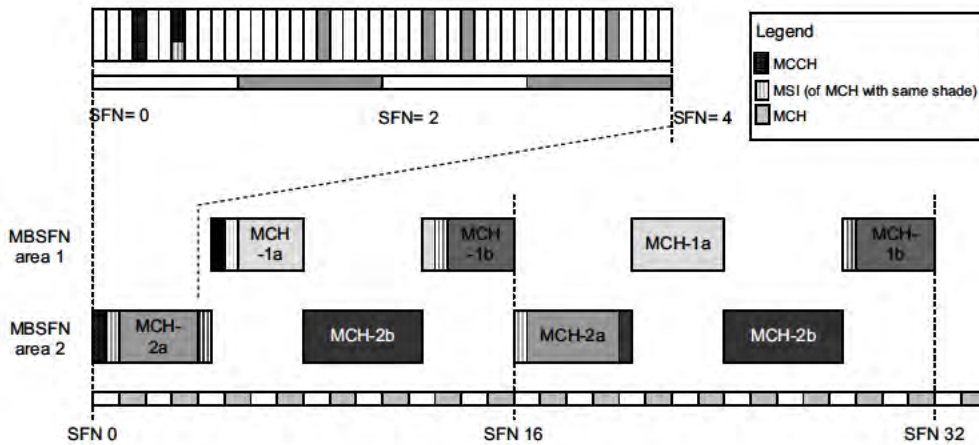 Legend
MCCH
MSI (of MCH with same shade)
MCH
SFN= 0
SFN= 2
SFN= 4
MBSFN
area 1
MCH
-1a
MCH
-1b
MCH-1a
MCH-
1b
MBSFN
area 2
MCH-
2a
MCH-2b
MCH-2a
MCH-2b
SFN 0
SFN 16
SFN 32